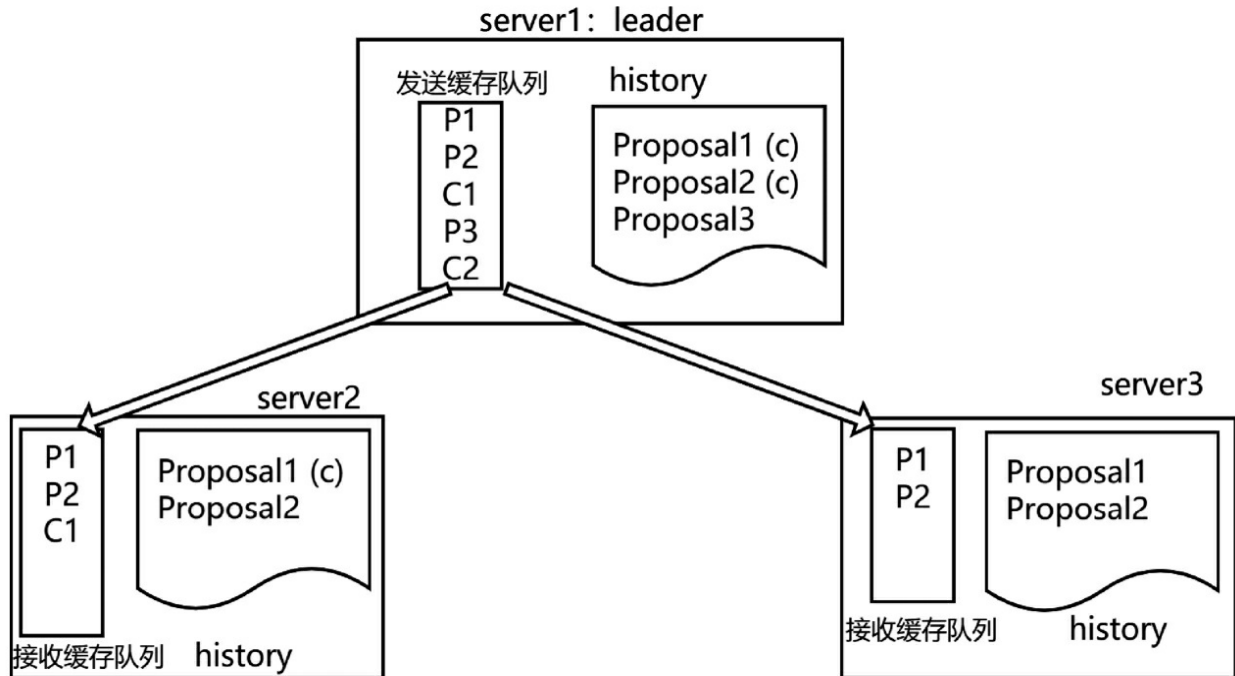 server1：leader
发送缓存队列
P1
P2
C1
P3
C2
history
Proposal1 (c)
Proposal2 (c)
Proposal3
server2
P1
P2
C1
接收缓存队列
Proposal1 (c)
Proposal2
history
server3
P1
P2
接收缓存队列
Proposal1
Proposal2
history